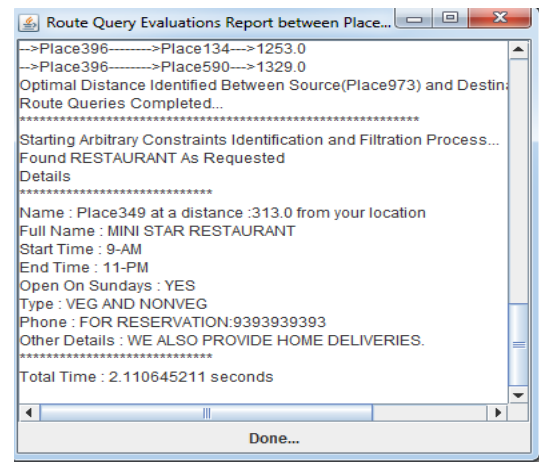 Route Query Evaluations Report between Place...
-->Place396-------->Place134--->1253.0
-->Place396-------->Place590--->1329.0
Optimal Distance Identified Between Source(Place973) and Destina
Route Queries Completed...
*********************************************************
Starting Arbitrary Constraints Identification and Filtration Process...
Found RESTAURANT As Requested
Details
****************************
Name : Place349 at a distance :313.0 from your location
Full Name : MINI STAR RESTAURANT
Start Time : 9-AM
End Time : 11-PM
Open On Sundays : YES
Type : VEG AND NONVEG
Phone : FOR RESERVATION:9393939393
Other Details : WE ALSO PROVIDE HOME DELIVERIES.
****************************
Total Time : 2.110645211 seconds
Done...